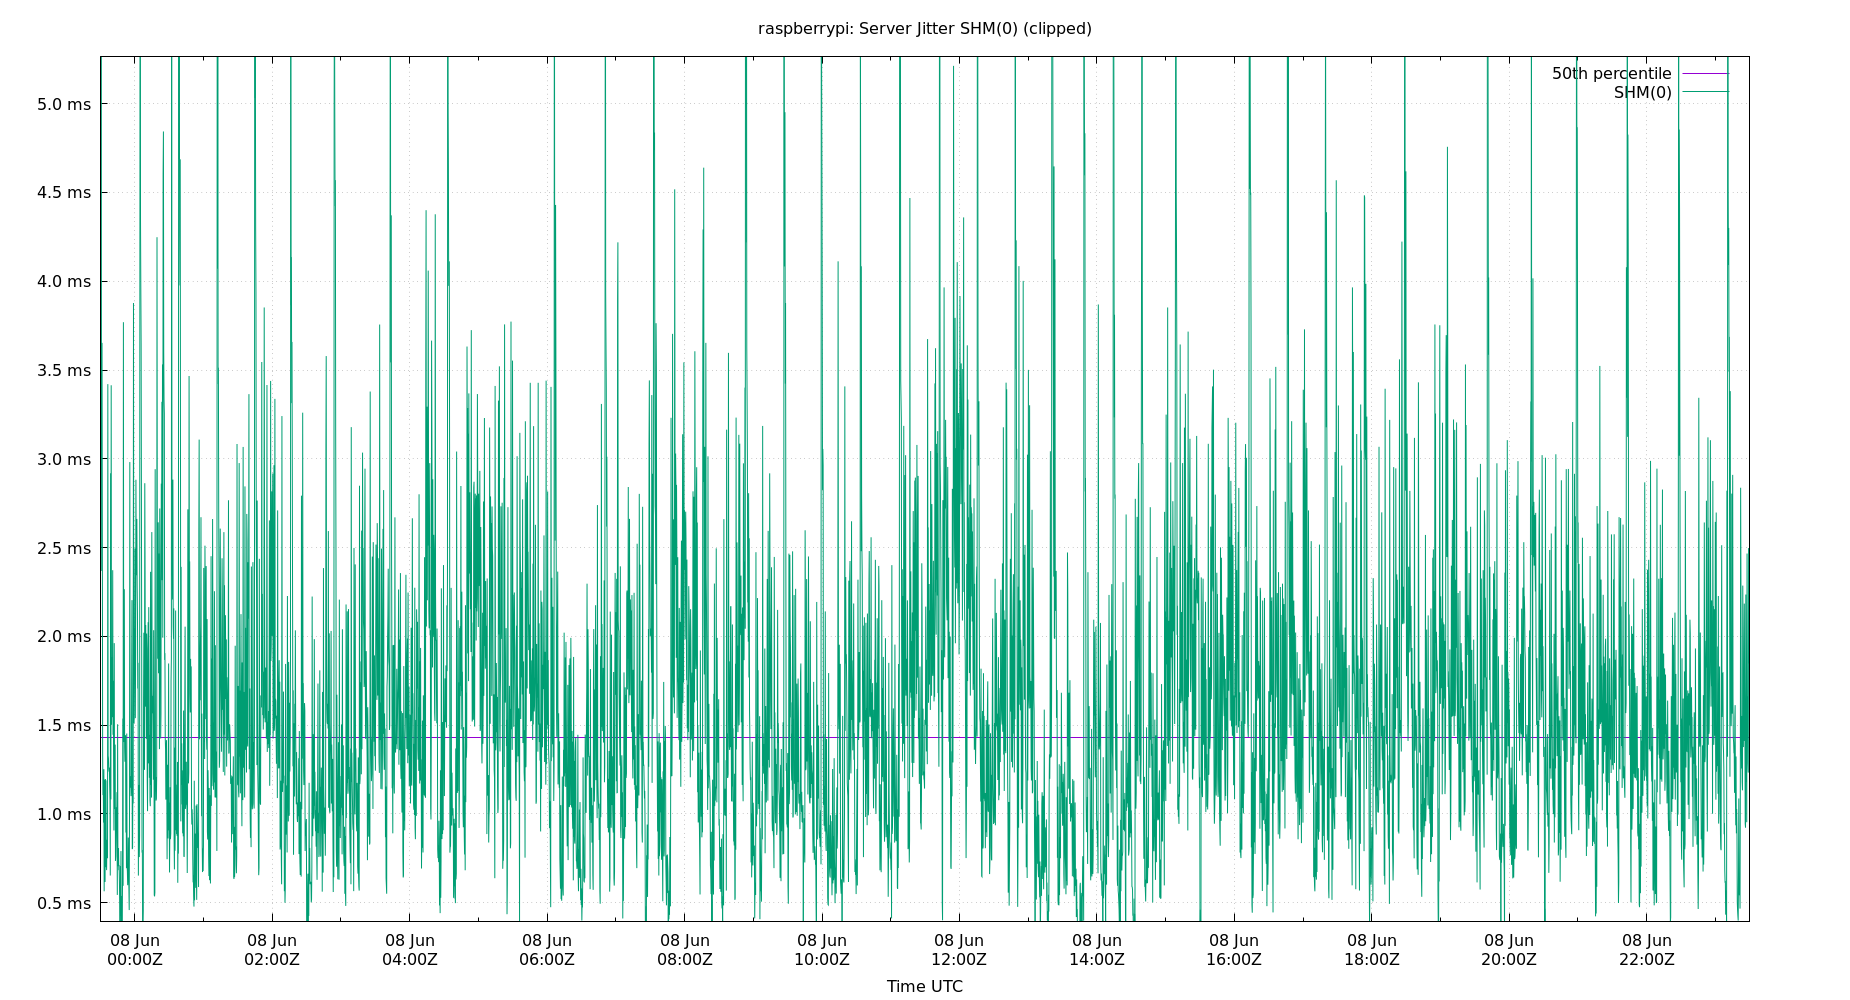 raspberrypi: Server Jitter SHM(0) (clipped)
50th percentile
SHM(0)
5.0 ms
4.5 ms
4.0 ms
3.5 ms
3.0 ms
2.5 ms
2.0 ms
1.5 ms
1.0 ms
0.5 ms
08 Jun 08 Jun 08 Jun 08 Jun 08 Jun 08 Jun 08 Jun 08 Jun 08 Jun 08 Jun 08 Jun 08 Jun
00:00Z 02:00Z 04:00Z 06:00Z 08:00Z 10:00Z 12:00Z 14:00Z 16:00Z 18:00Z 20:00Z 22:00Z
Time UTC